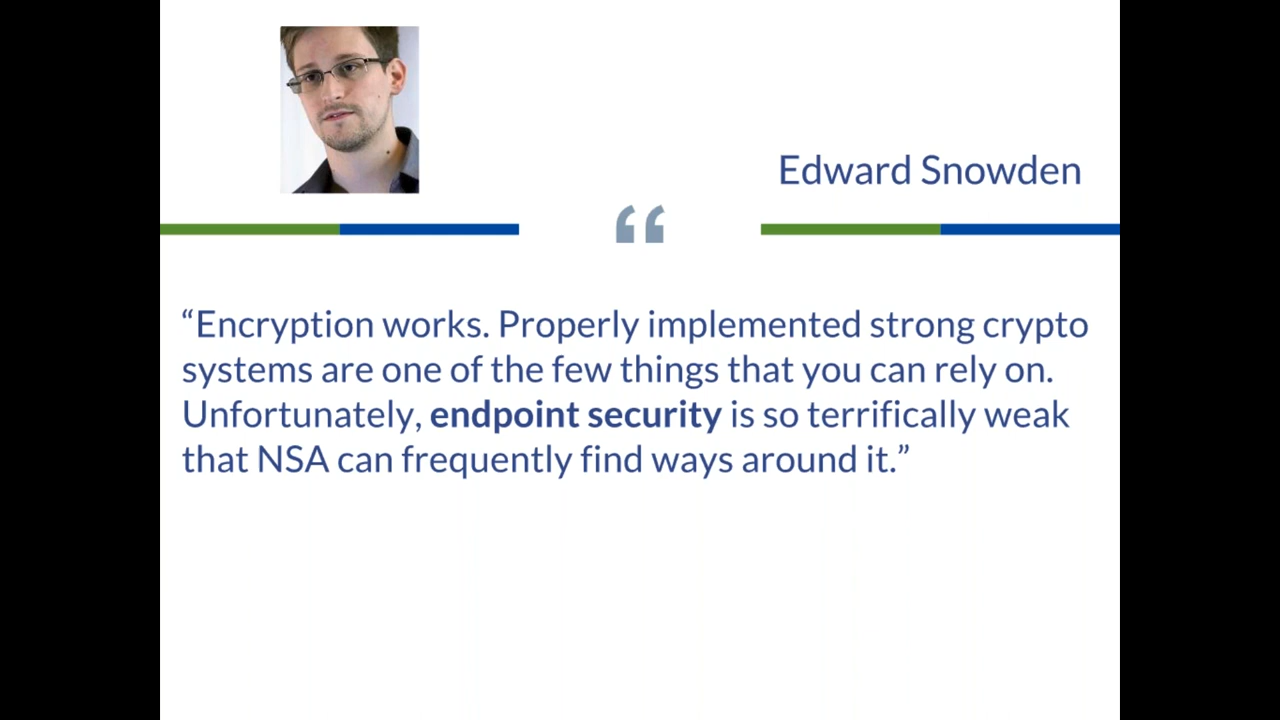 Edward Snowden
“
“Encryption works. Properly implemented strong crypto
systems are one of the few things that you can rely on.
Unfortunately, endpoint security is so terrifically weak
that NSA can frequently find ways around it.”